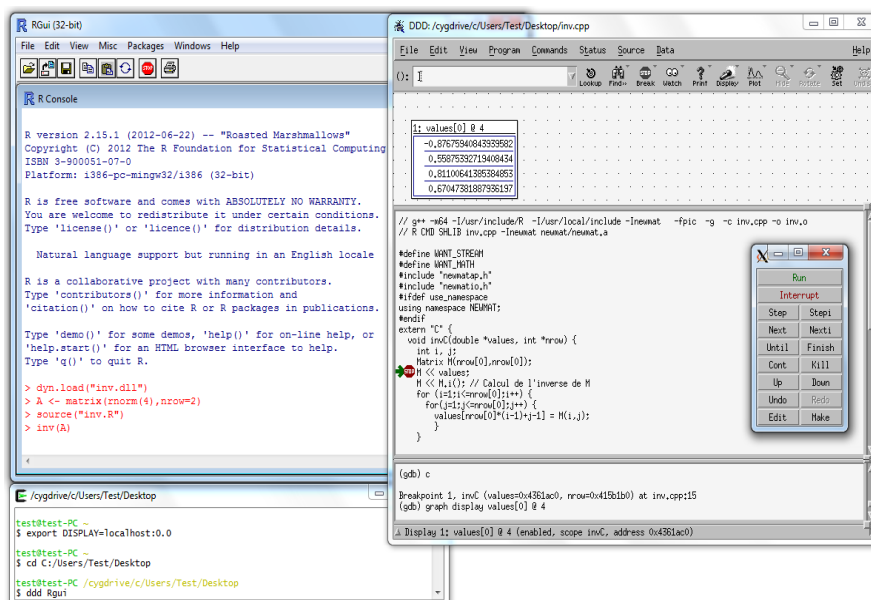 RGui (32-bit)
File Edit View Misc Packages Windows Help
R Console
R version 2.15.1 (2012-06-22) -- "Roasted Marshmallows"
Copyright (C) 2012 The R Foundation for Statistical Computing
ISBN 3-900051-07-0
Platform: i386-pc-mingw32/i386 (32-bit)
R is free software and comes with ABSOLUTELY NO WARRANTY.
You are welcome to redistribute it under certain conditions.
Type 'license()' or 'licence()' for distribution details.
Natural language support but running in an English locale
R is a collaborative project with many contributors.
Type 'contributors()' for more information and
'citation()' on how to cite R or R packages in publications.
Type 'demo()' for some demos, 'help()' for on-line help, or
'help.start()' for an HTML browser interface to help.
Type 'q()' to quit R.
> dyn.load("inv.dll")
> A <- matrix(rnorm(4),nrow=2)
> source("inv.R")
> inv(A)
/cygdrive/c/Users/Test/Desktop
test@test-PC ~
$ export DISPLAY=localhost:0.0
test@test-PC ~
$ cd C:/Users/Test/Desktop
test@test-PC /cygdrive/c/Users/Test/Desktop
$ ddd Rgui
DDD: /cygdrive/c/Users/Test/Desktop/inv.cpp
File Edit View Program Commands Status Source Data Help
():
Lookup Find>> Break Watch Print Display Plot Hide Rotate Set Undisp
1: values[0] @ 4
-0.87675940843939582
0.55875392719408434
0.81100641385384853
0.67047381887936197
// g++ -m64 -I/usr/include/R -I/usr/local/include -Inewmat -fpic -g -c inv.cpp -o inv.o
// R CMD SHLIB inv.cpp -Inewmat newmat/newmat.a
#define WANT_STREAM
#define WANT_MATH
#include "newmatap.h"
#include "newmatio.h"
#ifdef use_namespace
using namespace NEWMAT;
#endif
extern "C" {
void invC(double *values, int *nrow) {
int i, j;
Matrix M(nrow[0],nrow[0]);
STOP M << values;
M << M.i(); // Calcul de l'inverse de M
for (i=1;i<=nrow[0];i++) {
for(j=1;j<=nrow[0];j++) {
values[nrow[0]*(i-1)+j-1] = M(i,j);
}
}
Run
Interrupt
Step Stepi
Next Nexti
Until Finish
Cont Kill
Up Down
Undo Redo
Edit Make
(gdb) c
Breakpoint 1, invC (values=0x4361ac0, nrow=0x415b1b0) at inv.cpp:15
(gdb) graph display values[0] @ 4
Display 1: values[0] @ 4 (enabled, scope invC, address 0x4361ac0)